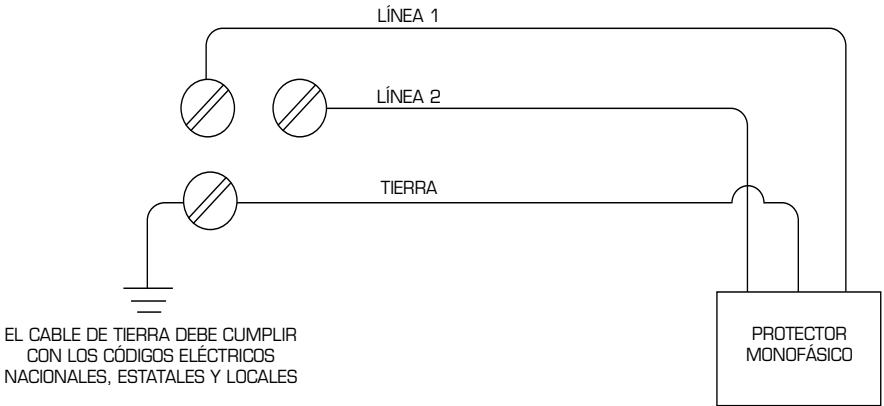 LÍNEA 1
LÍNEA 2
TIERRA
EL CABLE DE TIERRA DEBE CUMPLIR
CON LOS CÓDIGOS ELÉCTRICOS
NACIONALES, ESTATALES Y LOCALES
PROTECTOR
MONOFÁSICO